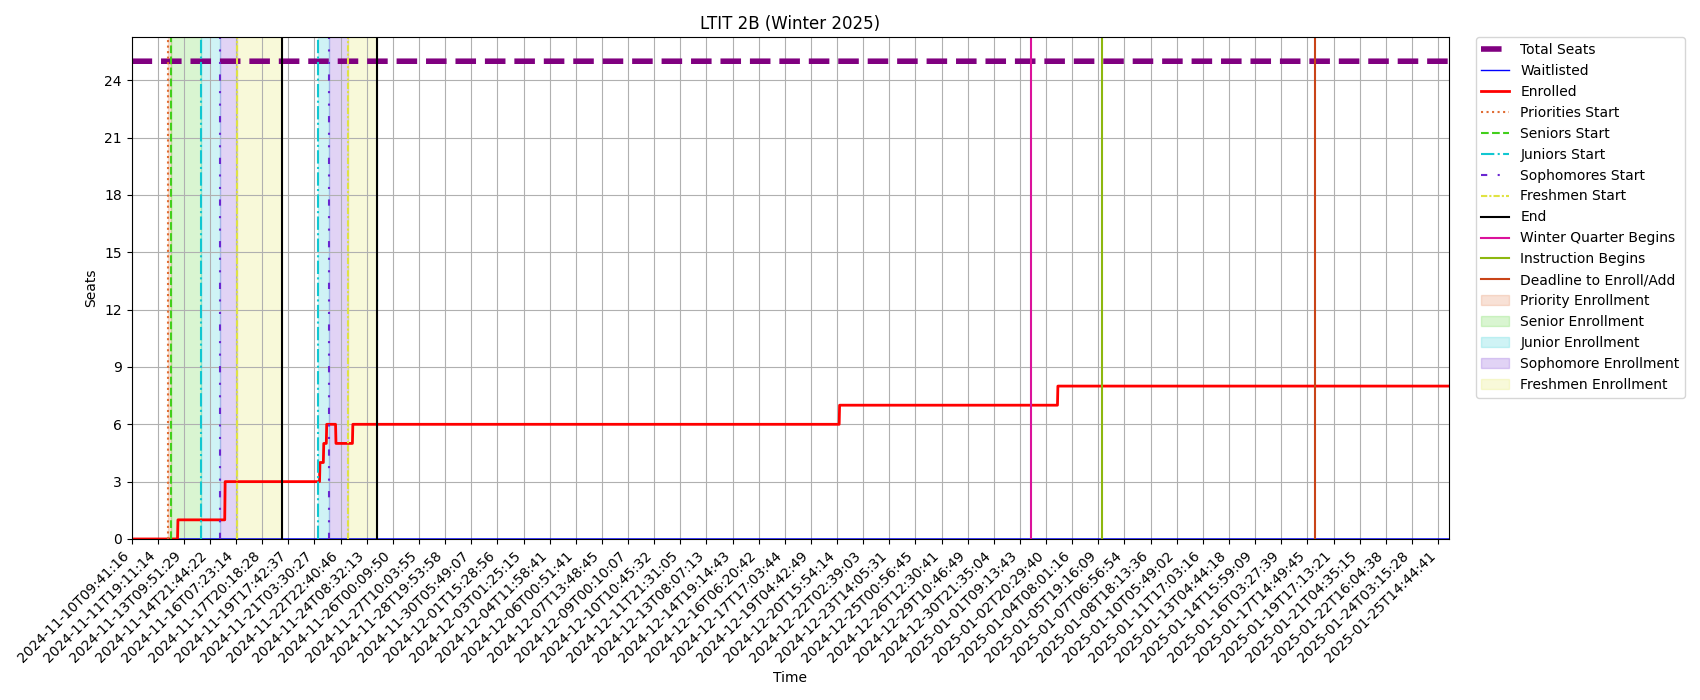 LTIT 2B (Winter 2025)
Seats
24
21
18
15
12
9
6
3
0
2024-11-10T09:41:16
2024-11-11T19:11:14
2024-11-13T09:51:29
2024-11-14T21:44:22
2024-11-16T07:23:14
2024-11-17T20:18:28
2024-11-19T17:42:37
2024-11-21T03:30:27
2024-11-22T22:40:46
2024-11-24T08:32:13
2024-11-26T00:09:50
2024-11-27T10:03:55
2024-11-28T19:53:58
2024-11-30T05:49:07
2024-12-01T15:28:56
2024-12-03T01:25:15
2024-12-04T11:58:41
2024-12-06T00:51:41
2024-12-07T13:48:45
2024-12-09T00:10:07
2024-12-10T10:45:32
2024-12-11T21:31:05
2024-12-13T08:07:13
2024-12-14T19:14:43
2024-12-16T06:20:42
2024-12-17T17:03:44
2024-12-19T04:42:49
2024-12-20T15:54:14
2024-12-22T02:39:03
2024-12-23T14:05:31
2024-12-25T00:56:45
2024-12-26T12:30:41
2024-12-29T10:46:49
2024-12-30T21:35:04
2025-01-01T09:13:43
2025-01-02T20:29:40
2025-01-04T08:01:16
2025-01-05T19:16:09
2025-01-07T06:56:54
2025-01-08T18:13:36
2025-01-10T05:49:02
2025-01-11T17:03:16
2025-01-13T04:44:18
2025-01-14T15:59:09
2025-01-16T03:27:39
2025-01-17T14:49:45
2025-01-19T17:13:21
2025-01-21T04:35:15
2025-01-22T16:04:38
2025-01-24T03:15:28
2025-01-25T14:44:41
Time
Total Seats
Waitlisted
Enrolled
Priorities Start
Seniors Start
Juniors Start
Sophomores Start
Freshmen Start
End
Winter Quarter Begins
Instruction Begins
Deadline to Enroll/Add
Priority Enrollment
Senior Enrollment
Junior Enrollment
Sophomore Enrollment
Freshmen Enrollment